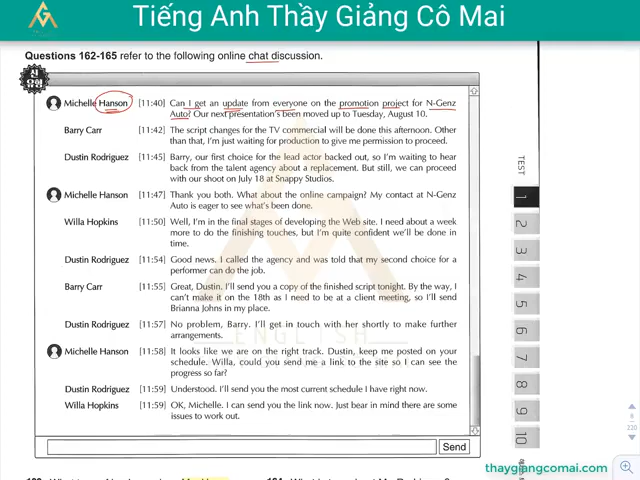 Tiếng Anh Thầy Giảng Cô Mai
Questions 162-165 refer to the following online chat discussion.
Michelle Hanson [11:40] Can I get an update from everyone on the promotion project for N-Genz
Auto? Our next presentation's been moved up to Tuesday, August 10.
Barry Carr [11:42] The script changes for the TV commercial will be done this afternoon. Other
than that, I'm just waiting for production to give me permission to proceed.
Dustin Rodriguez [11:45] Barry, our first choice for the lead actor backed out, so I'm waiting to hear
back from the talent agency about a replacement. But still, we can proceed
with our shoot on July 18 at Snappy Studios.
Michelle Hanson [11:47] Thank you both. What about the online campaign? My contact at N-Genz
Auto is eager to see what's been done.
Willa Hopkins [11:50] Well, I'm in the final stages of developing the Web site. I need about a week
more to do the finishing touches, but I'm quite confident we'll be done in
time.
Dustin Rodriguez [11:54] Good news. I called the agency and was told that my second choice for a
performer can do the job.
Barry Carr [11:55] Great, Dustin. I'll send you a copy of the finished script tonight. By the way, I
can't make it on the 18th as I need to be at a client meeting, so I'll send
Brianna Johns in my place.
Dustin Rodriguez [11:57] No problem, Barry. I'll get in touch with her shortly to make further
arrangements.
Michelle Hanson [11:58] It looks like we are on the right track. Dustin, keep me posted on your
schedule. Willa, could you send me a link to the site so I can see the
progress so far?
Dustin Rodriguez [11:59] Understood. I'll send you the most current schedule I have right now.
Willa Hopkins [11:59] OK, Michelle. I can send you the link now. Just bear in mind there are some
issues to work out.
Send
ENGLISH
TEST
1
2
3
4
5
6
7
8
9
10
8
220
thaygiangcomai.com